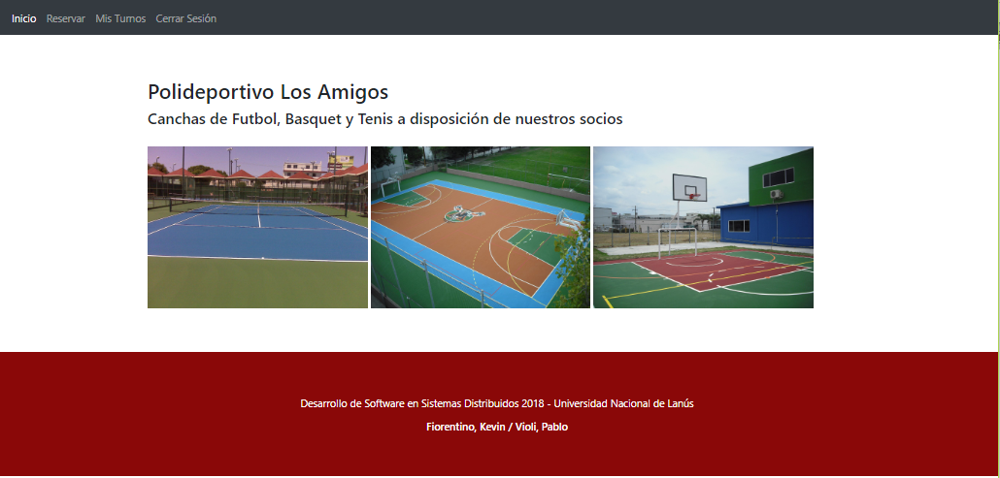 Inicio Reservar Mis Turnos Cerrar Sesión
Polideportivo Los Amigos
Canchas de Futbol, Basquet y Tenis a disposición de nuestros socios
Desarrollo de Software en Sistemas Distribuidos 2018 - Universidad Nacional de Lanús
Fiorentino, Kevin / Violi, Pablo